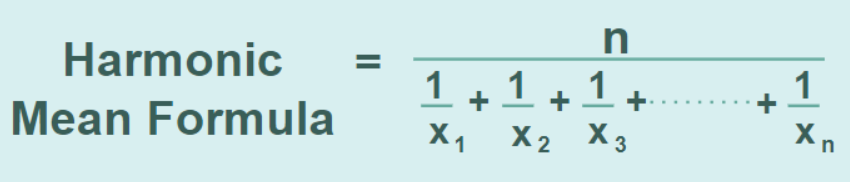 Harmonic
Mean Formula
=
n
1 + 1 + 1 + ......... + 1
x1 x2 x3 xn